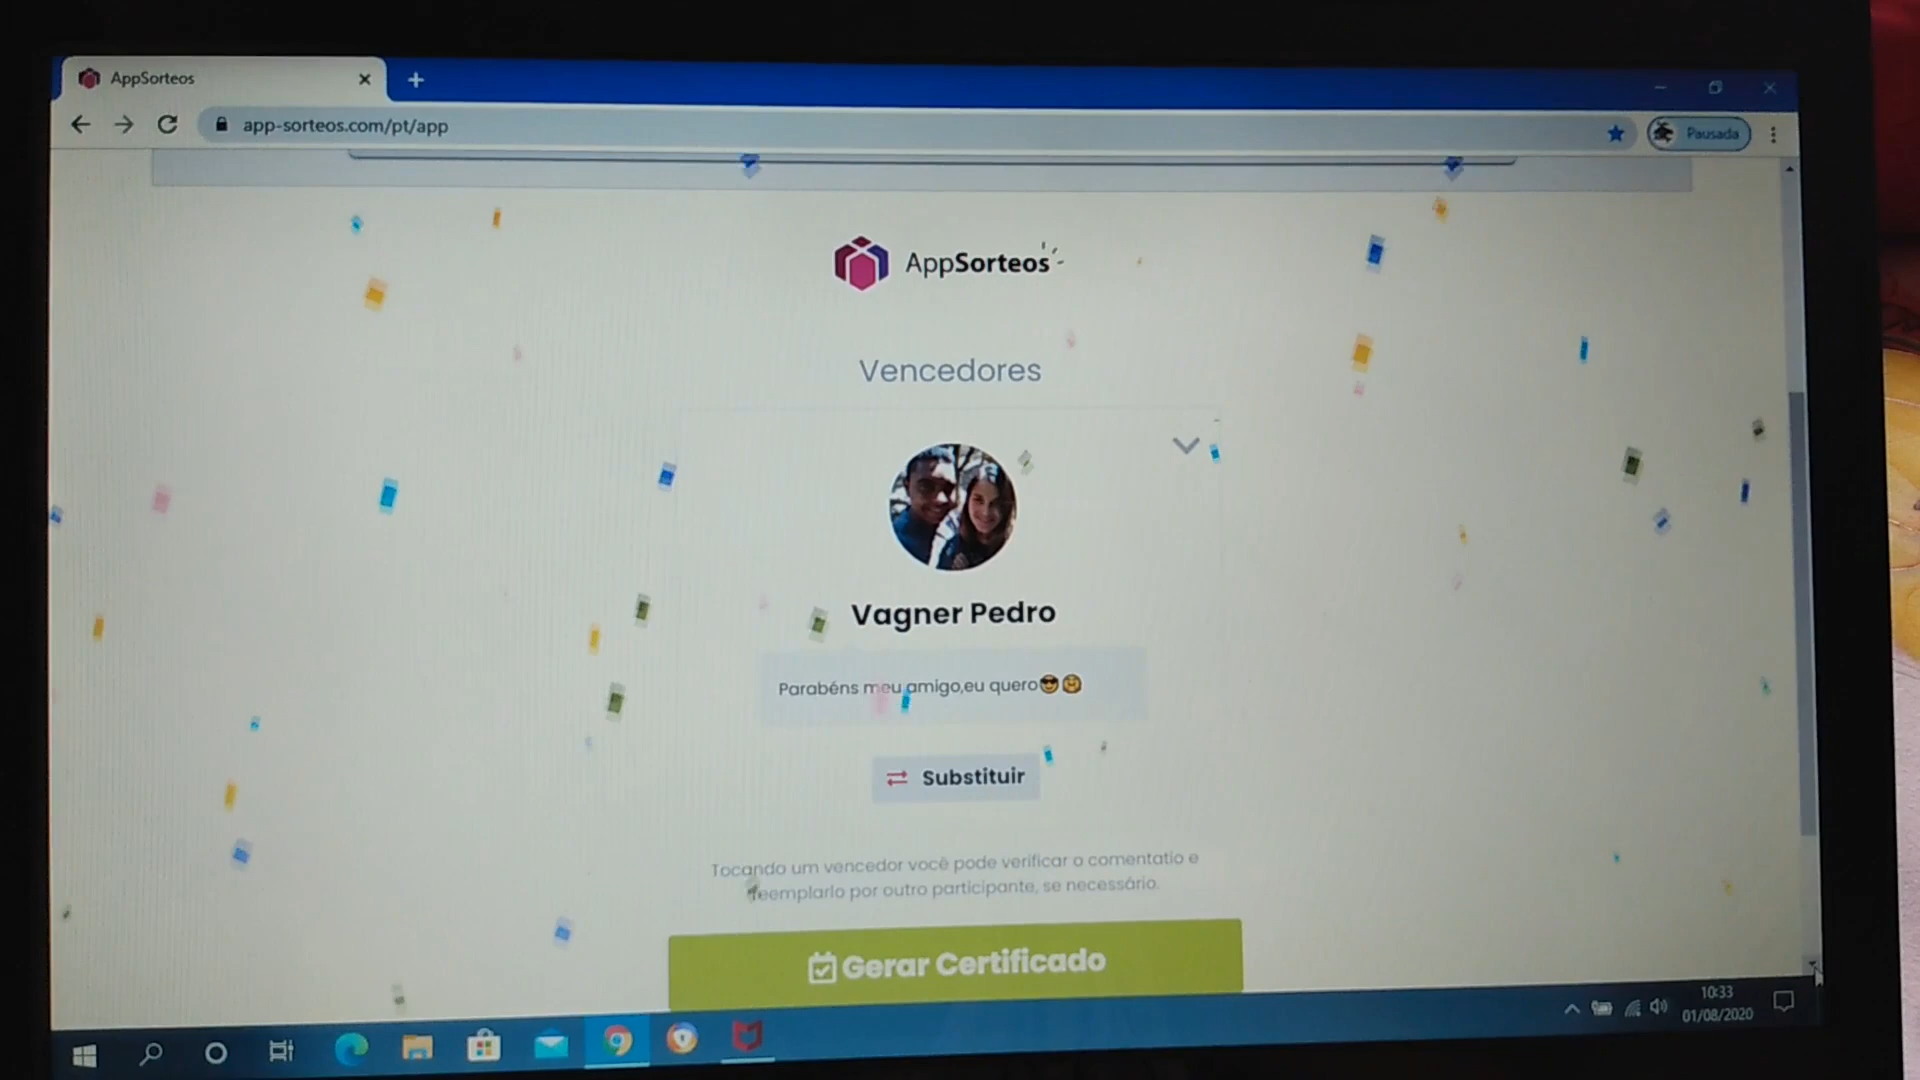 AppSorteos
app-sorteos.com/pt/app
Pausada
AppSorteos
Vencedores
Vagner Pedro
Parabéns meu amigo,eu quero😎😊
Substituir
Tocando um vencedor você pode verificar o comentatio e
reemplarlo por outro participante, se necessário.
Gerar Certificado
10:33
01/08/2020